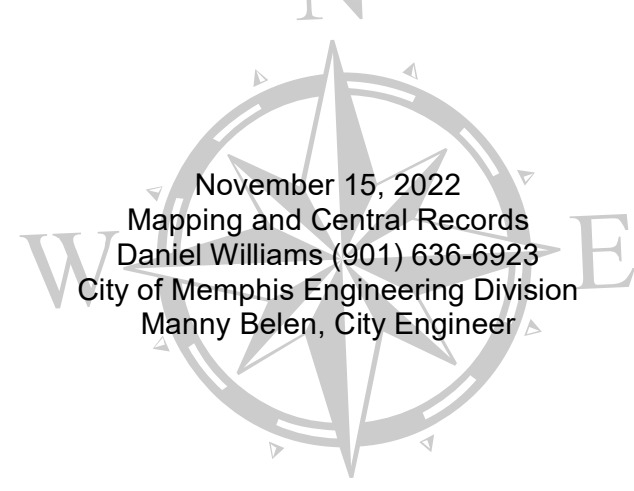 N
November 15, 2022
Mapping and Central Records
Daniel Williams (901) 636-6923
W E
City of Memphis Engineering Division
Manny Belen, City Engineer